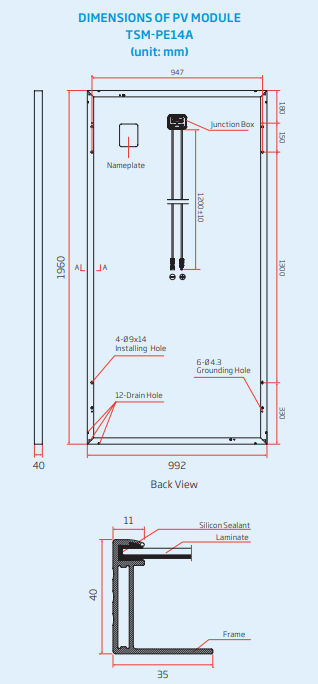 DIMENSIONS OF PV MODULE
TSM-PE14A
(unit: mm)
947
180
Junction Box
150
Nameplate
1200±10
1960
A
A
1300
4-Ø9x14
Installing Hole
6-Ø4.3
Grounding Hole
12-Drain Hole
330
40
992
Back View
11
Silicon Sealant
Laminate
40
Frame
35